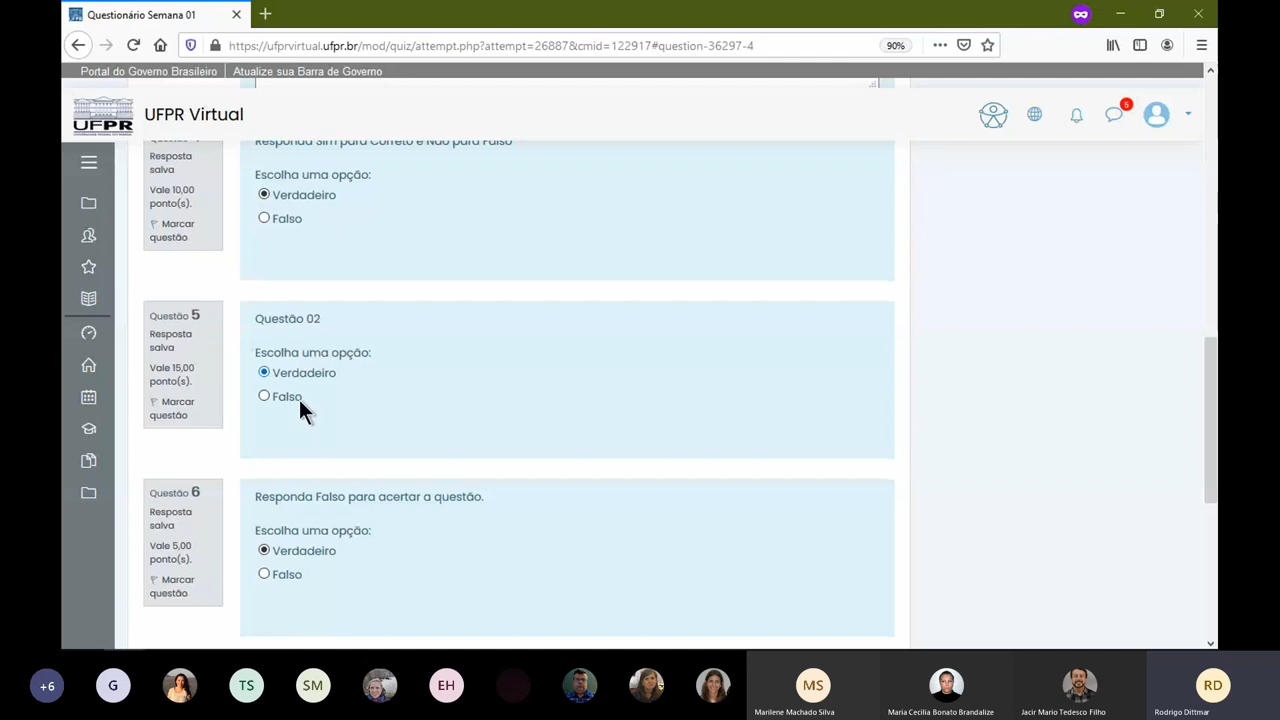 Questionário Semana 01
https://ufprvirtual.ufpr.br/mod/quiz/attempt.php?attempt=26887&cmid=122917#question-36297-4
90%
Portal do Governo Brasileiro
Atualize sua Barra de Governo
UFPR
UFPR Virtual
5
Resposta
salva
Vale 10,00
ponto(s).
Marcar
questão
Responda Sim para Correto e Não para Falso
Escolha uma opção:
Verdadeiro
Falso
Questão 5
Resposta
salva
Vale 15,00
ponto(s).
Marcar
questão
Questão 02
Escolha uma opção:
Verdadeiro
Falso
Questão 6
Resposta
salva
Vale 5,00
ponto(s).
Marcar
questão
Responda Falso para acertar a questão.
Escolha uma opção:
Verdadeiro
Falso
+6
G
TS
SM
EH
MS
Marilene Machado Silva
Maria Cecilia Bonato Brandalize
Jacir Mario Tedesco Filho
RD
Rodrigo Dittmar